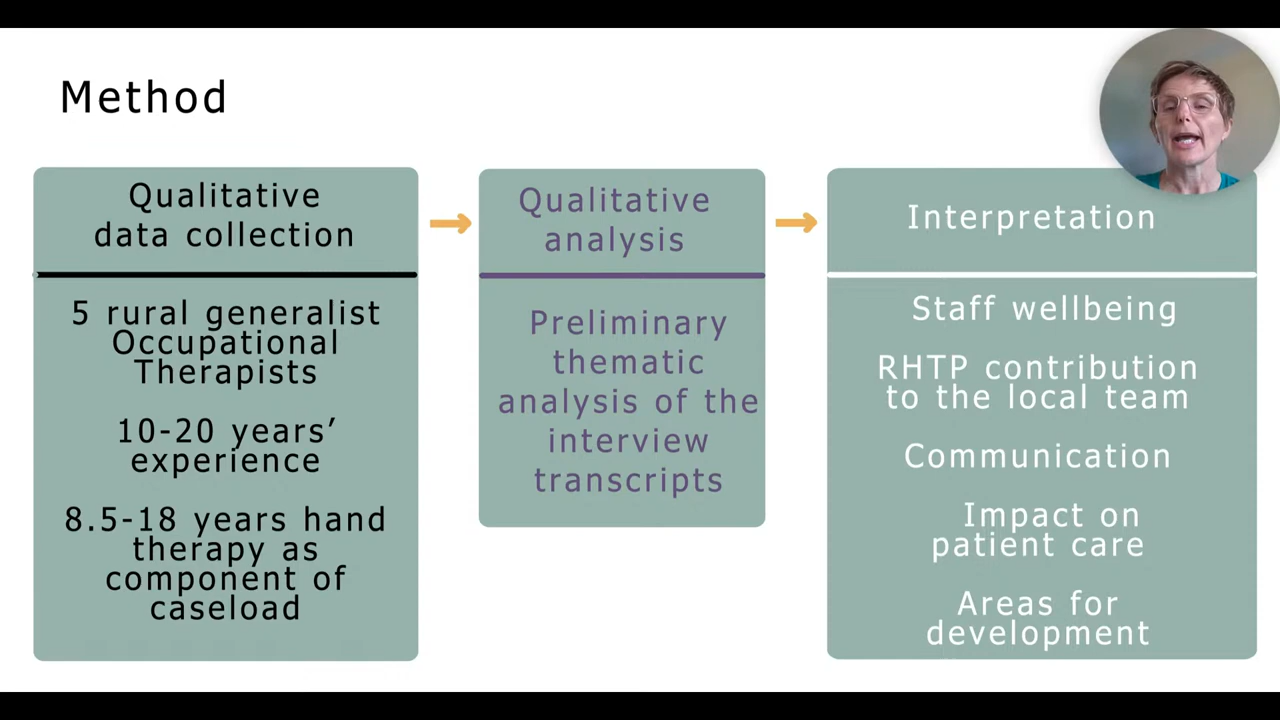 Method
Qualitative
data collection
5 rural generalist
Occupational
Therapists
10-20 years’
experience
8.5-18 years hand
therapy as
component of
caseload
Qualitative
analysis
Preliminary
thematic
analysis of the
interview
transcripts
Interpretation
Staff wellbeing
RHTP contribution
to the local team
Communication
Impact on
patient care
Areas for
development